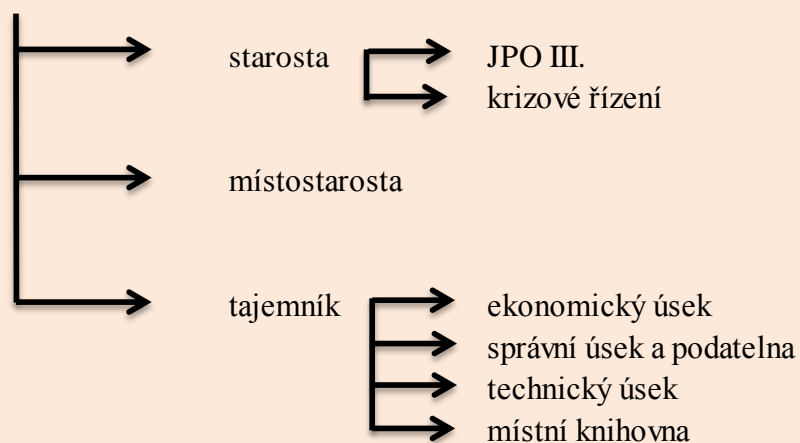 starosta JPO III.
krizové řízení
místostarosta
tajemník ekonomický úsek
správní úsek a podatelna
technický úsek
místní knihovna